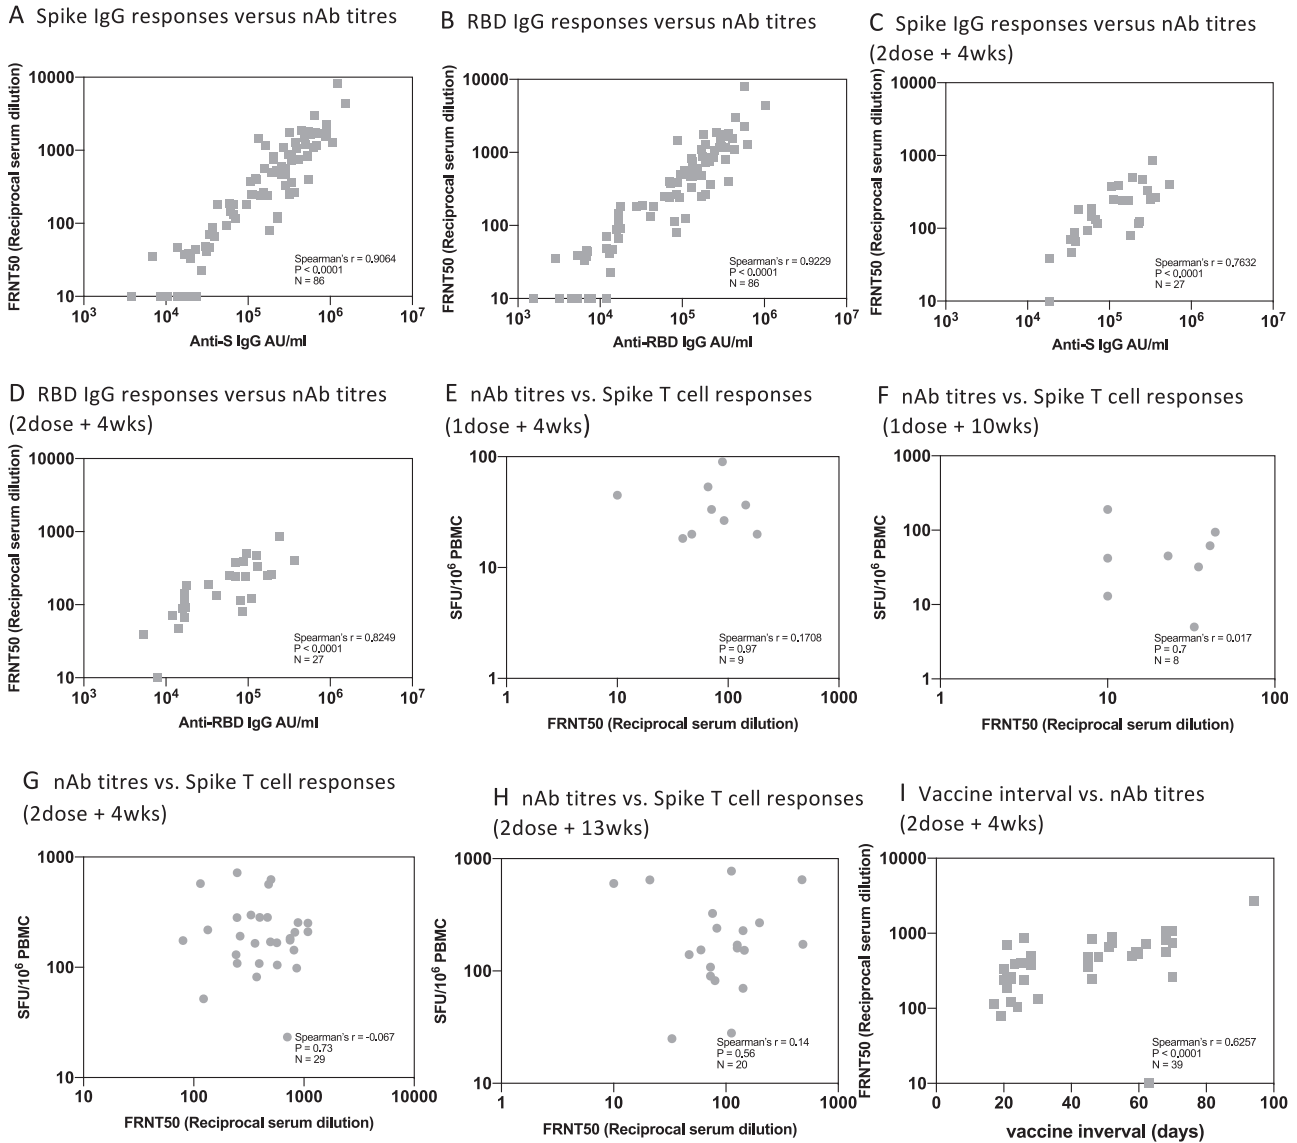 A Spike IgG responses versus nAb titres
FRNT50 (Reciprocal serum dilution)
10000
1000
100
10
10³ 10⁴ 10⁵ 10⁶ 10⁷
Anti-S IgG AU/ml
Spearman's r = 0.9064
P < 0.0001
N = 86
B RBD IgG responses versus nAb titres
FRNT50 (Reciprocal serum dilution)
10000
1000
100
10
10³ 10⁴ 10⁵ 10⁶ 10⁷
Anti-RBD IgG AU/ml
Spearman's r = 0.9229
P < 0.0001
N = 86
C Spike IgG responses versus nAb titres
(2dose + 4wks)
FRNT50 (Reciprocal serum dilution)
10000
1000
100
10
10³ 10⁴ 10⁵ 10⁶ 10⁷
Anti-S IgG AU/ml
Spearman's r = 0.7632
P < 0.0001
N = 27
D RBD IgG responses versus nAb titres
(2dose + 4wks)
FRNT50 (Reciprocal serum dilution)
10000
1000
100
10
10³ 10⁴ 10⁵ 10⁶ 10⁷
Anti-RBD IgG AU/ml
Spearman's r = 0.8249
P < 0.0001
N = 27
E nAb titres vs. Spike T cell responses
(1dose + 4wks)
SFU/10⁶ PBMC
100
10
1
1 10 100 1000
FRNT50 (Reciprocal serum dilution)
Spearman's r = 0.1708
P = 0.97
N = 9
F nAb titres vs. Spike T cell responses
(1dose + 10wks)
SFU/10⁶ PBMC
1000
100
10
1
1 10 100
FRNT50 (Reciprocal serum dilution)
Spearman's r = 0.017
P = 0.7
N = 8
G nAb titres vs. Spike T cell responses
(2dose + 4wks)
SFU/10⁶ PBMC
1000
100
10
10 100 1000 10000
FRNT50 (Reciprocal serum dilution)
Spearman's r = -0.067
P = 0.73
N = 29
H nAb titres vs. Spike T cell responses
(2dose + 13wks)
SFU/10⁶ PBMC
1000
100
10
1 10 100 1000
FRNT50 (Reciprocal serum dilution)
Spearman's r = 0.14
P = 0.56
N = 20
I Vaccine interval vs. nAb titres
(2dose + 4wks)
FRNT50 (Reciprocal serum dilution)
10000
1000
100
10
0 20 40 60 80 100
vaccine inverval (days)
Spearman's r = 0.6257
P < 0.0001
N = 39